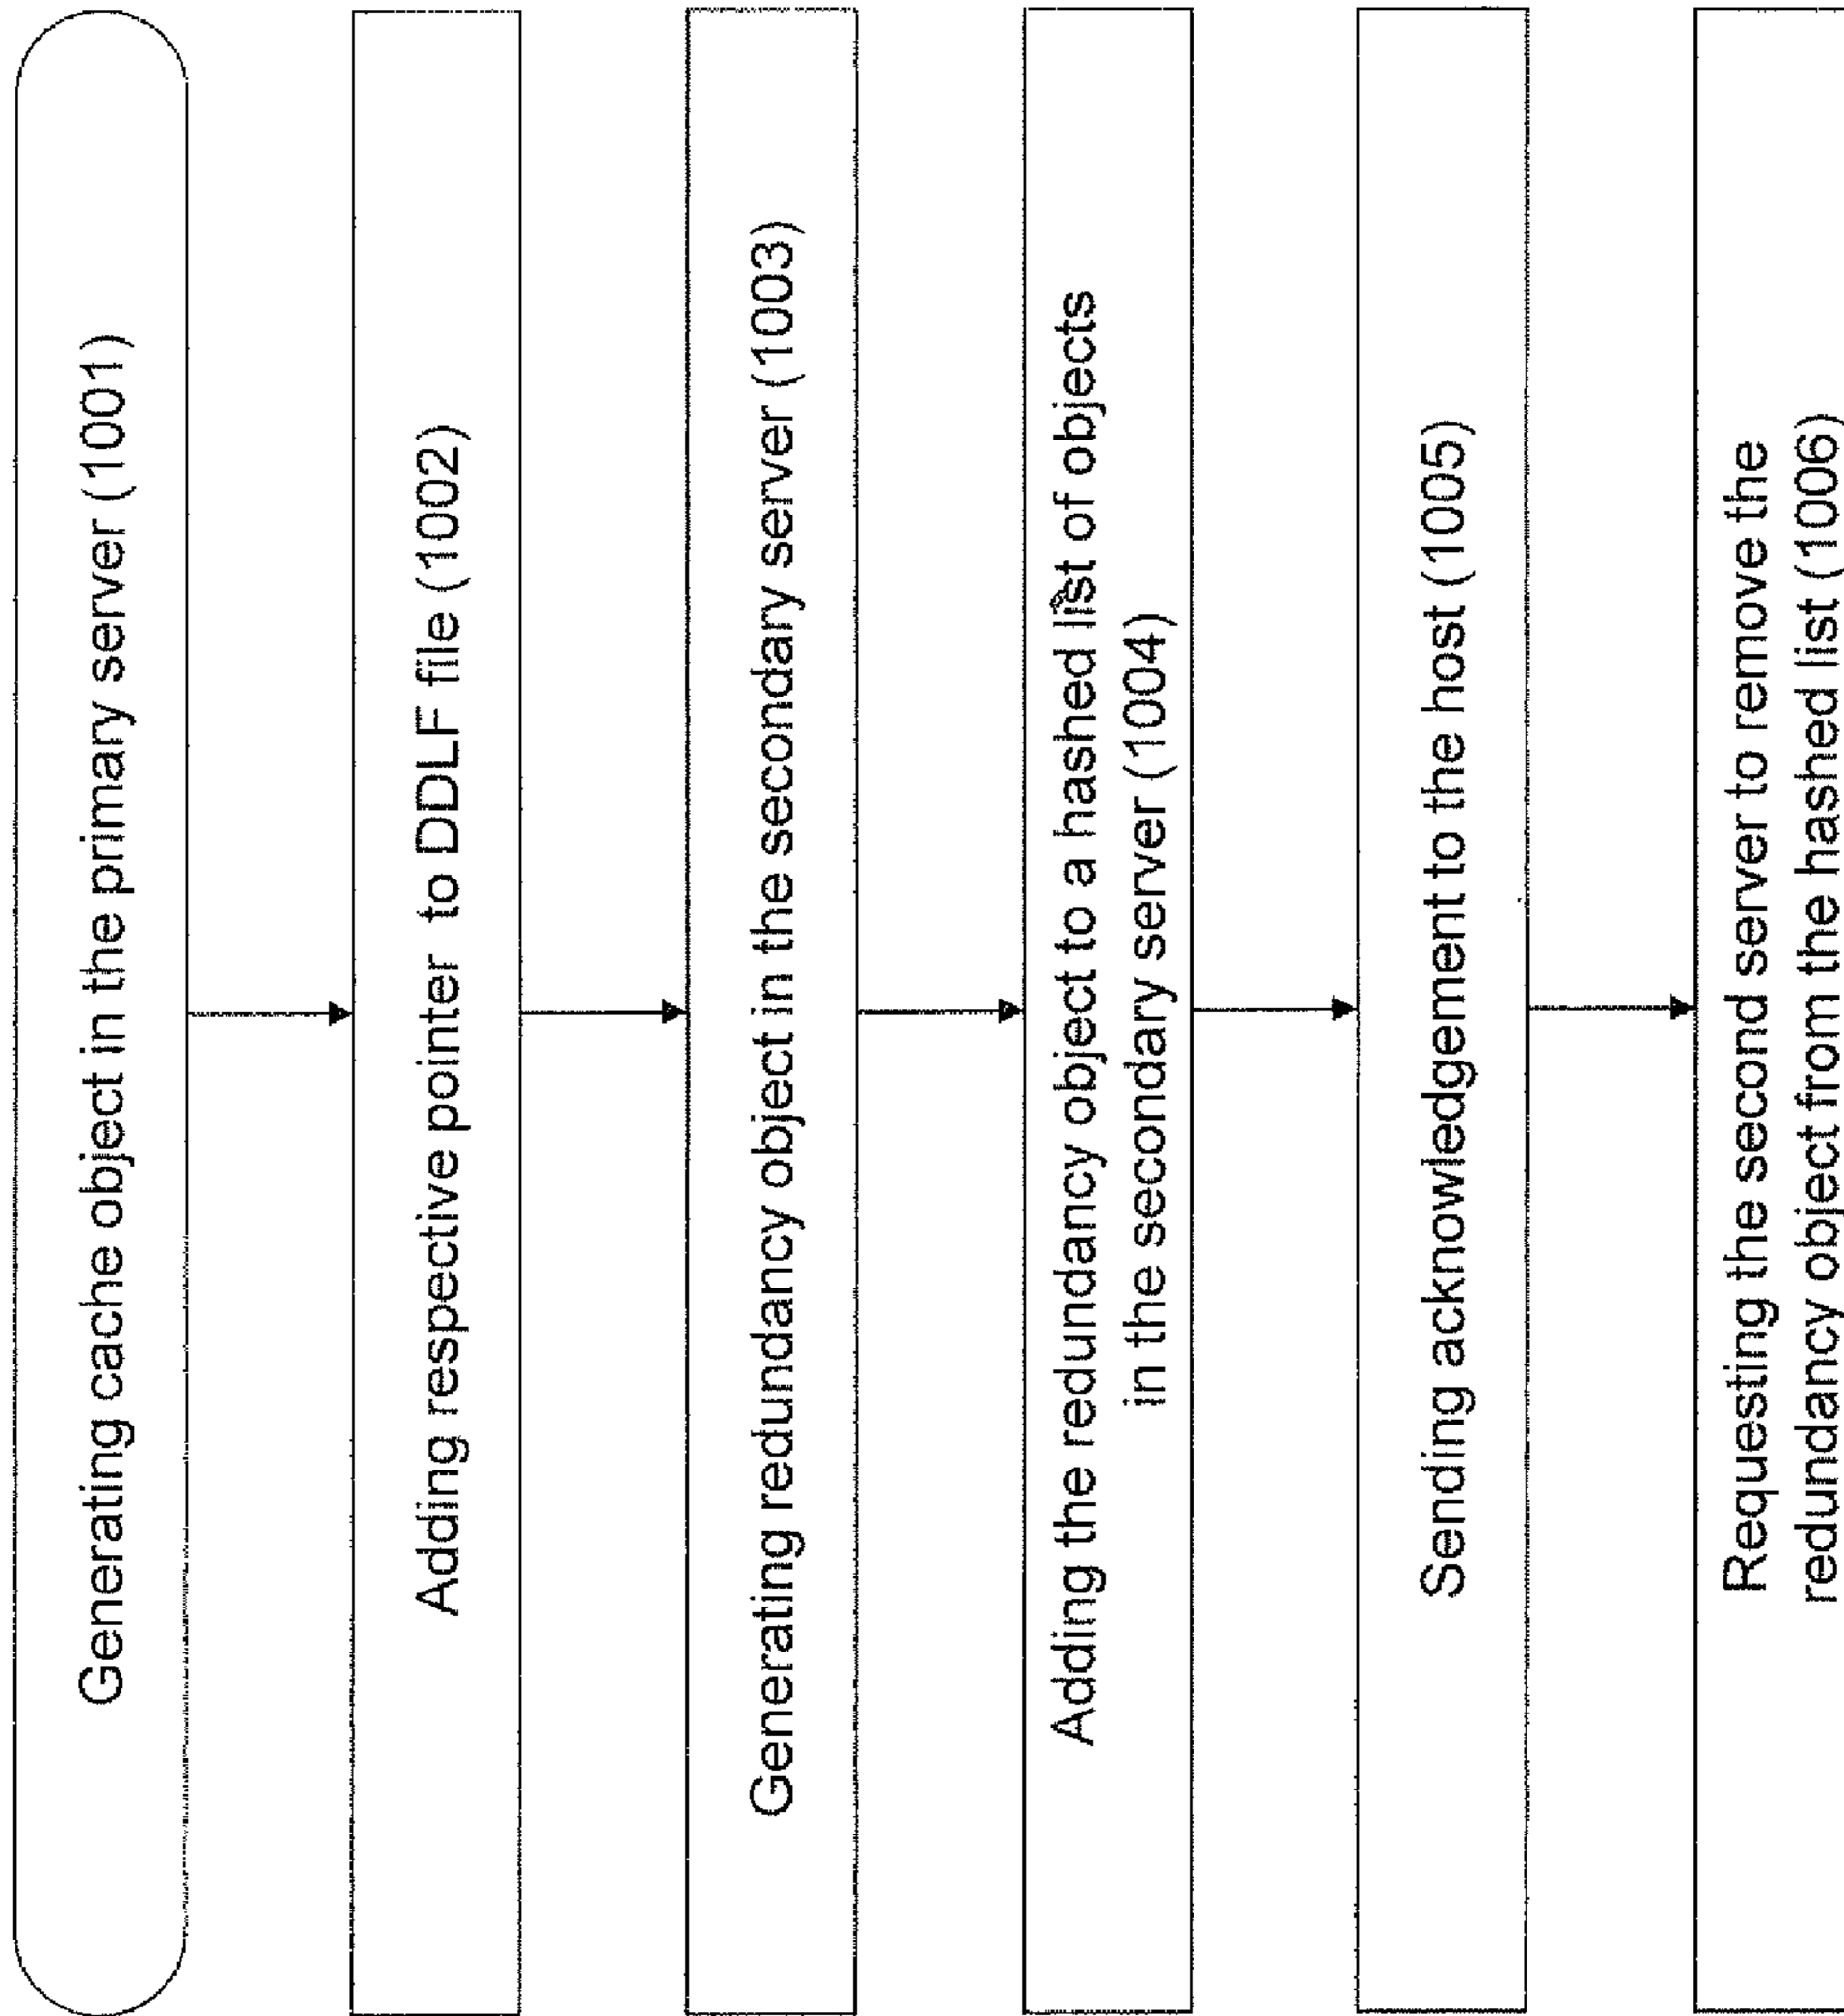 Generating cache object in the primary server (1001)
Adding respective pointer to DDLF file (1002)
Generating redundancy object in the secondary server (1003)
Adding the redundancy object to a hashed list of objects
in the secondary server (1004)
Sending acknowledgement to the host (1005)
Requesting the second server to remove the
redundancy object from the hashed list (1006)